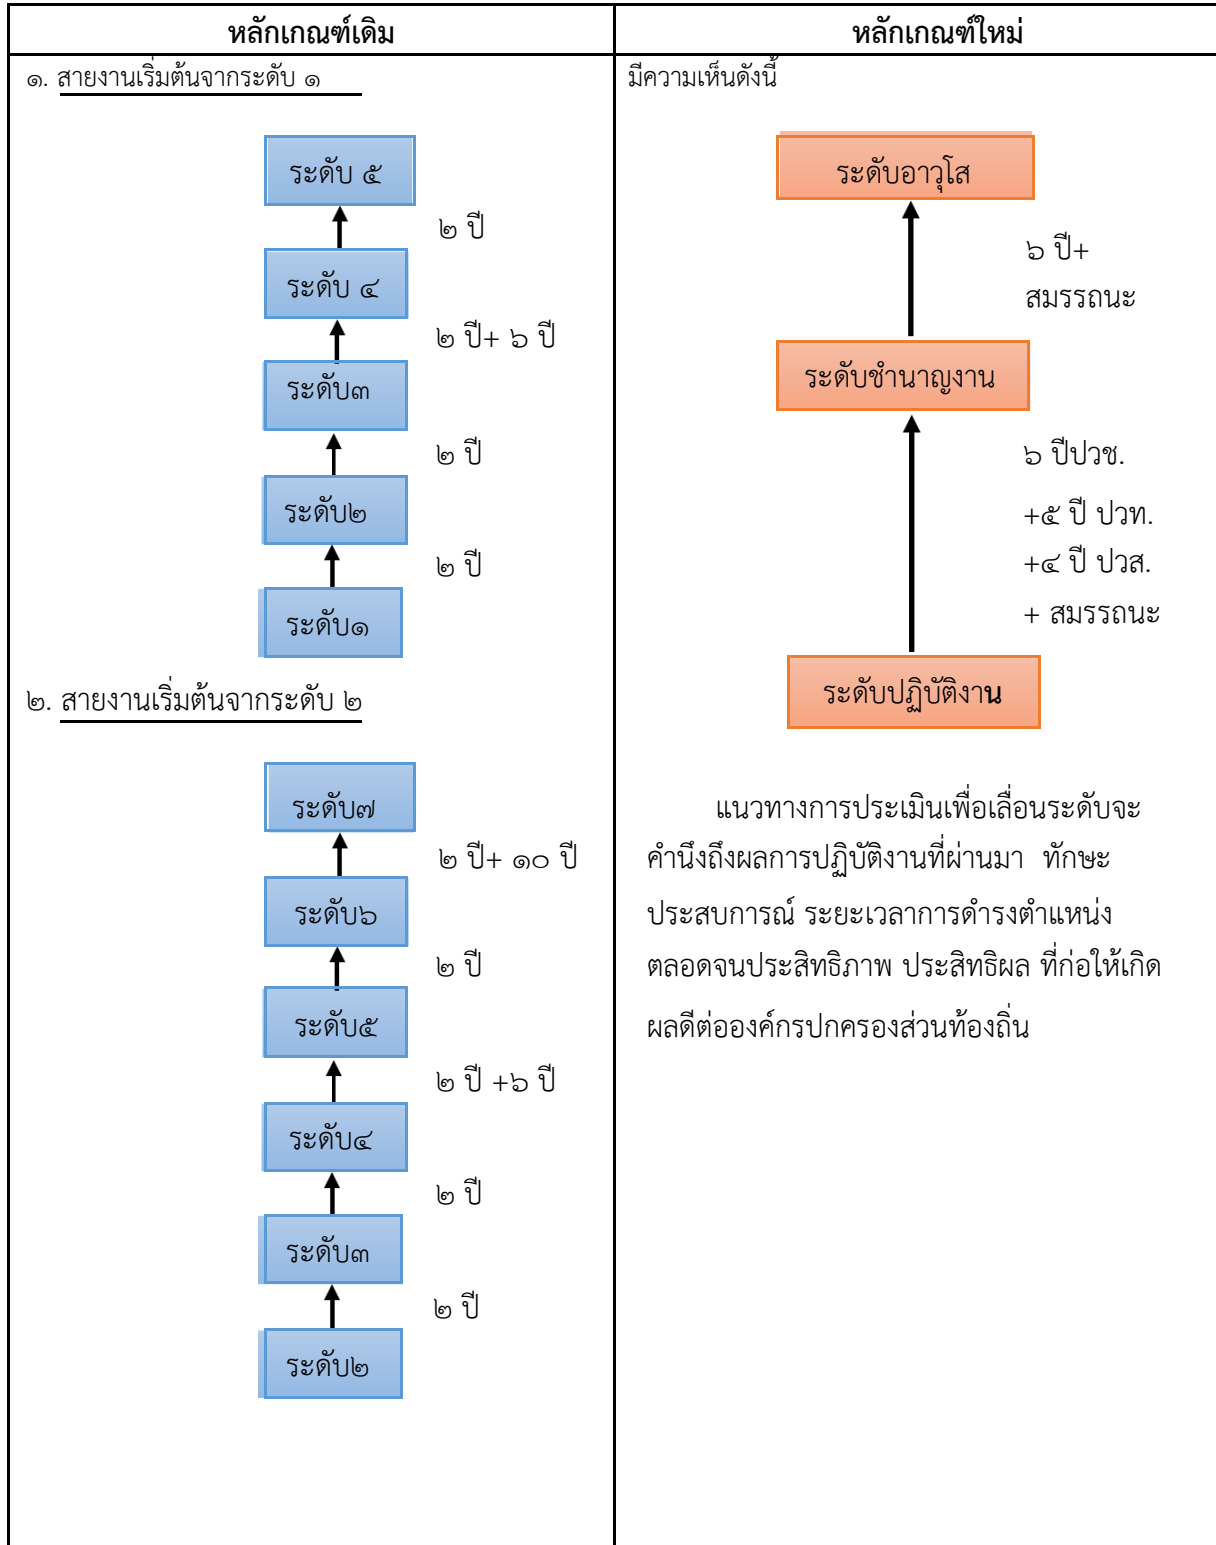 หลักเกณฑ์เดิม
หลักเกณฑ์ใหม่
๑. สายงานเริ่มต้นจากระดับ ๑
ระดับ ๕
๒ ปี
ระดับ ๔
๒ ปี+ ๖ ปี
ระดับ๓
๒ ปี
ระดับ๒
๒ ปี
ระดับ๑
๒. สายงานเริ่มต้นจากระดับ ๒
ระดับ๗
๒ ปี+ ๑๐ ปี
ระดับ๖
๒ ปี
ระดับ๕
๒ ปี +๖ ปี
ระดับ๔
๒ ปี
ระดับ๓
๒ ปี
ระดับ๒
มีความเห็นดังนี้
ระดับอาวุโส
๖ ปี+
สมรรถนะ
ระดับชำนาญงาน
๖ ปีปวช.
+๕ ปี ปวท.
+๔ ปี ปวส.
+ สมรรถนะ
ระดับปฏิบัติงาน
แนวทางการประเมินเพื่อเลื่อนระดับจะ
คำนึงถึงผลการปฏิบัติงานที่ผ่านมา ทักษะ
ประสบการณ์ ระยะเวลาการดำรงตำแหน่ง
ตลอดจนประสิทธิภาพ ประสิทธิผล ที่ก่อให้เกิด
ผลดีต่อองค์กรปกครองส่วนท้องถิ่น